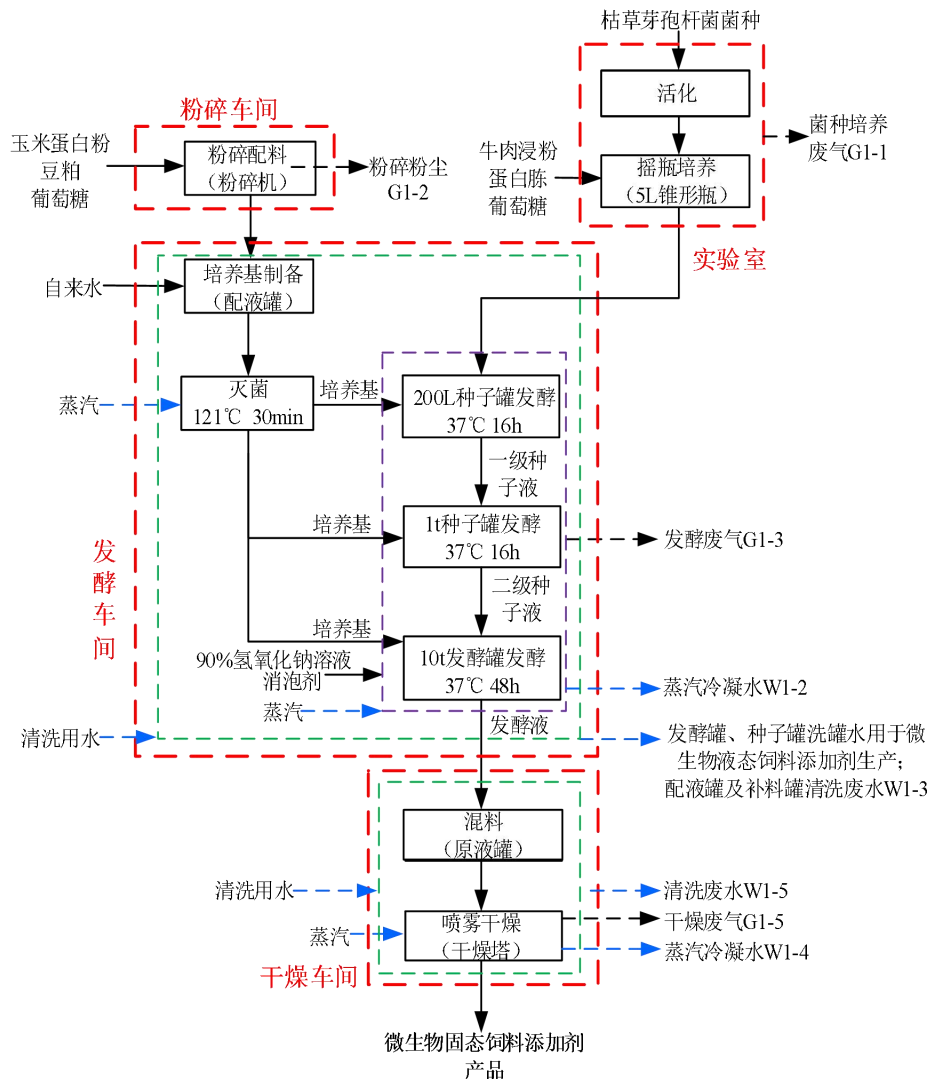 枯草芽孢杆菌菌种
活化
菌种培养
废气G1-1
粉碎车间
玉米蛋白粉
豆粕
葡萄糖
粉碎配料
（粉碎机）
粉碎粉尘
G1-2
牛肉浸粉
蛋白胨
葡萄糖
摇瓶培养
（5L锥形瓶）
实验室
自来水
培养基制备
（配液罐）
蒸汽
灭菌
121℃ 30min
培养基
200L种子罐发酵
37℃ 16h
一级种
子液
发
酵
车
间
培养基
1t种子罐发酵
37℃ 16h
发酵废气G1-3
二级种
子液
培养基
90%氢氧化钠溶液
消泡剂
10t发酵罐发酵
37℃ 48h
蒸汽
蒸汽冷凝水W1-2
发酵液
清洗用水
发酵罐、种子罐洗罐水用于微
生物液态饲料添加剂生产；
配液罐及补料罐清洗废水W1-3
混料
（原液罐）
清洗用水
清洗废水W1-5
蒸汽
喷雾干燥
（干燥塔）
干燥废气G1-5
蒸汽冷凝水W1-4
干燥车间
微生物固态饲料添加剂
产品